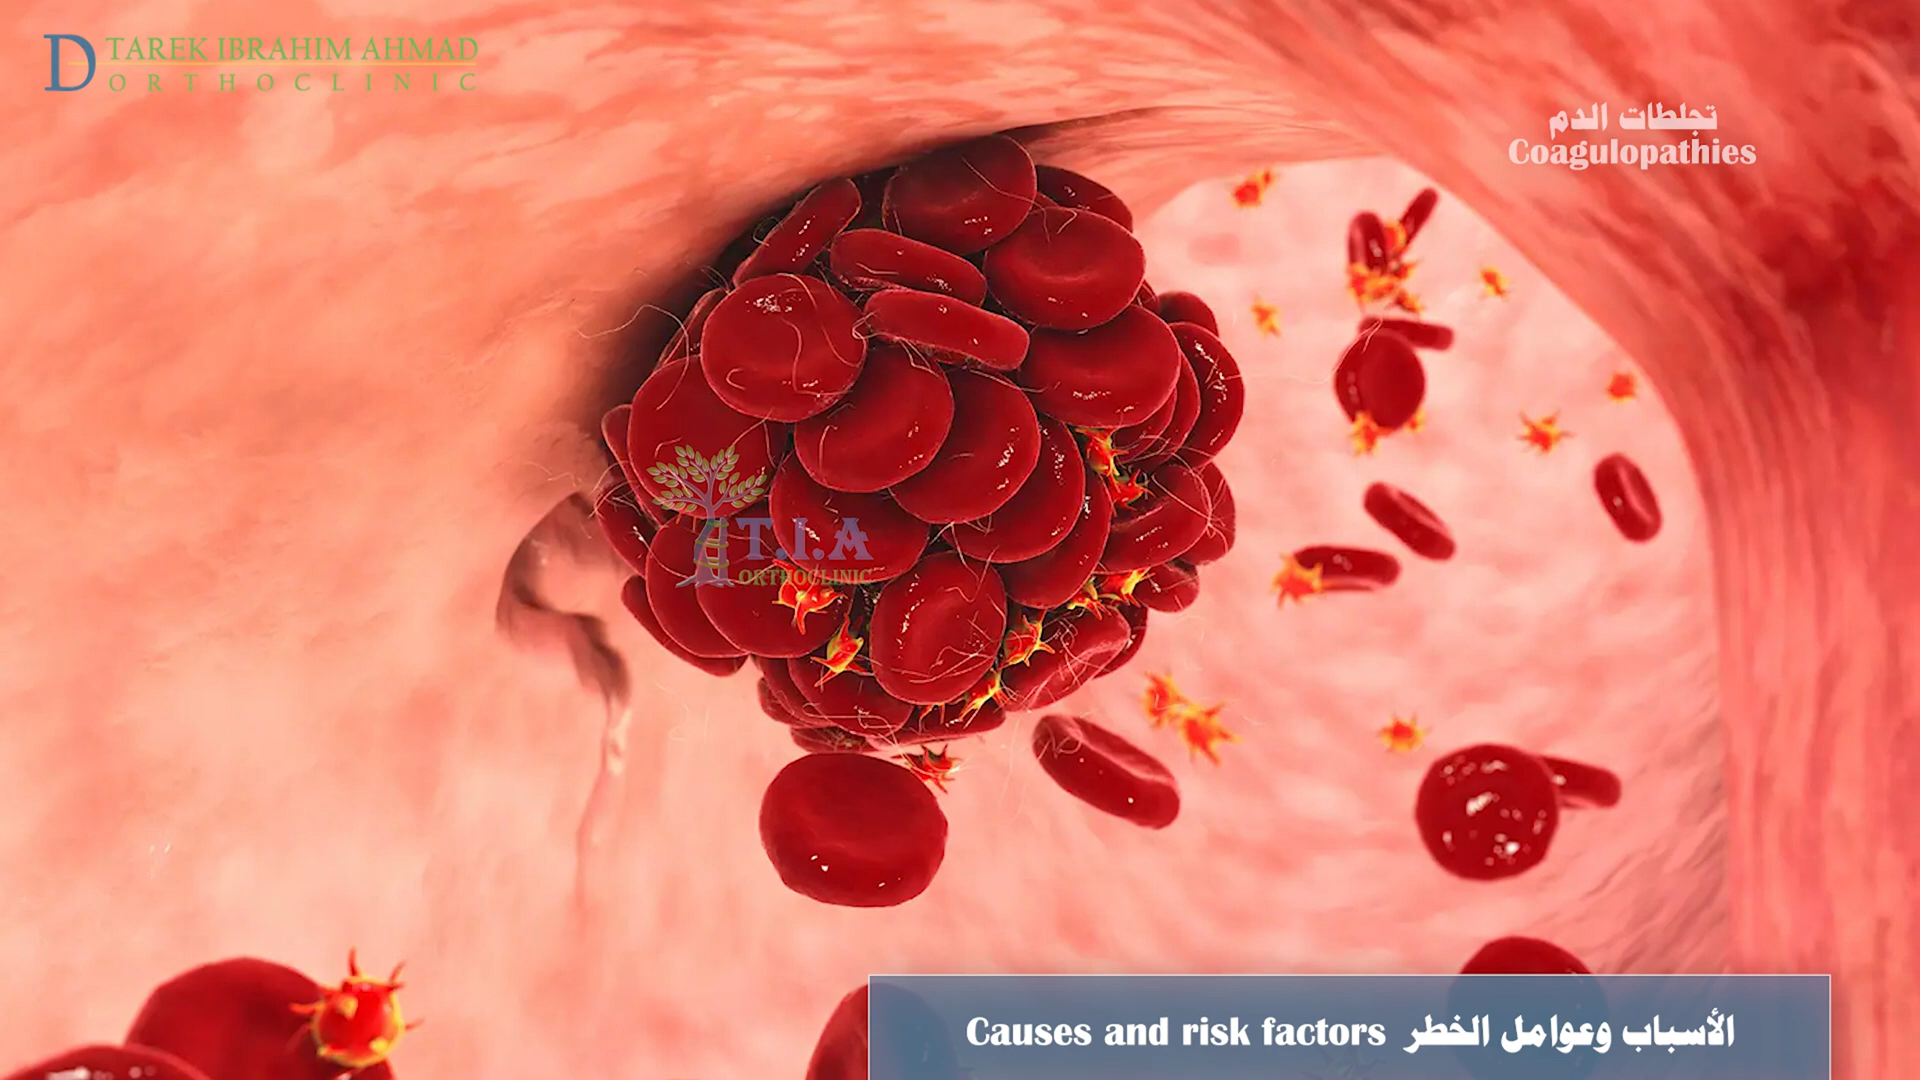 D TAREK IBRAHIM AHMAD
ORTHOCLINIC
تجلطات الدم
Coagulopathies
T.I.A
ORTHOCLINIC
Causes and risk factors الأسباب وعوامل الخطر